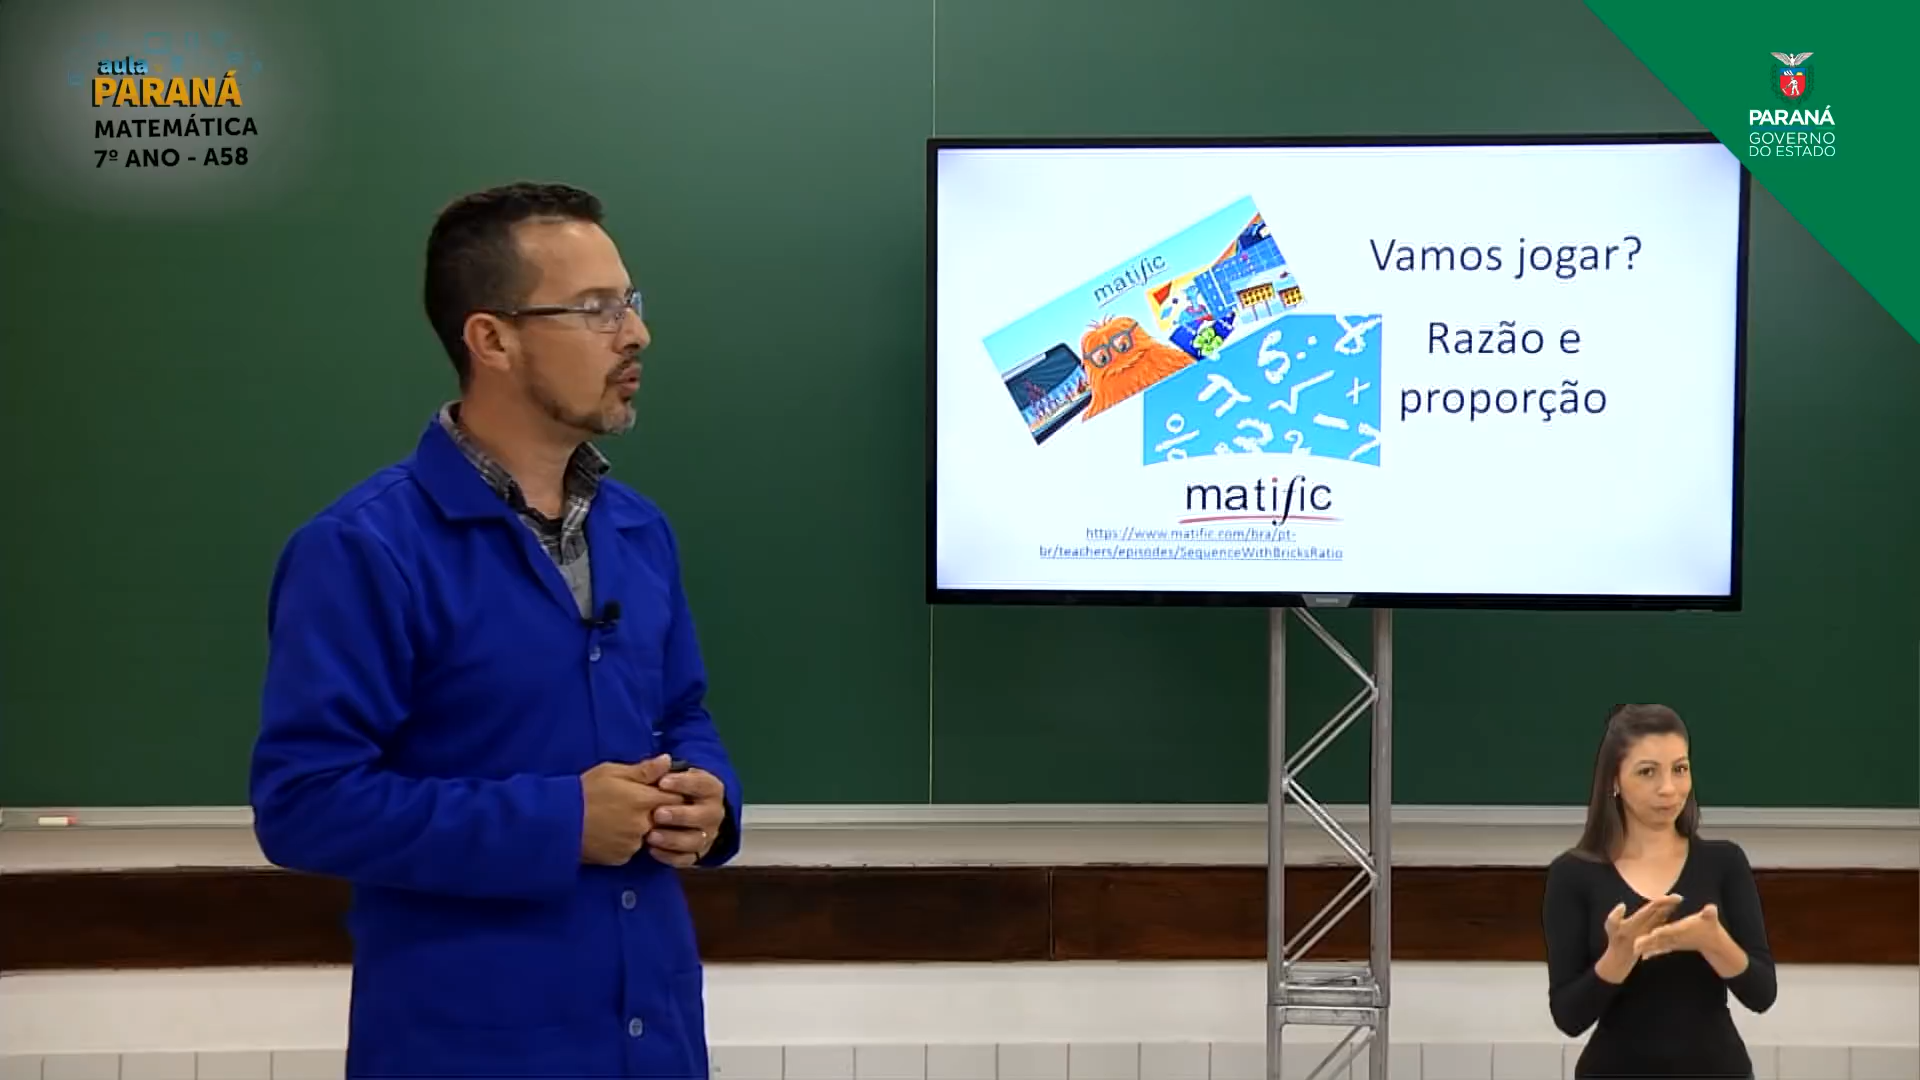 aula
PARANÁ
MATEMÁTICA
7º ANO - A58
PARANÁ
GOVERNO
DO ESTADO
matific
Vamos jogar?
Razão e
proporção
matific
https://www.matific.com/bra/pt-
br/teachers/episodes/SequenceWithBricksRatio